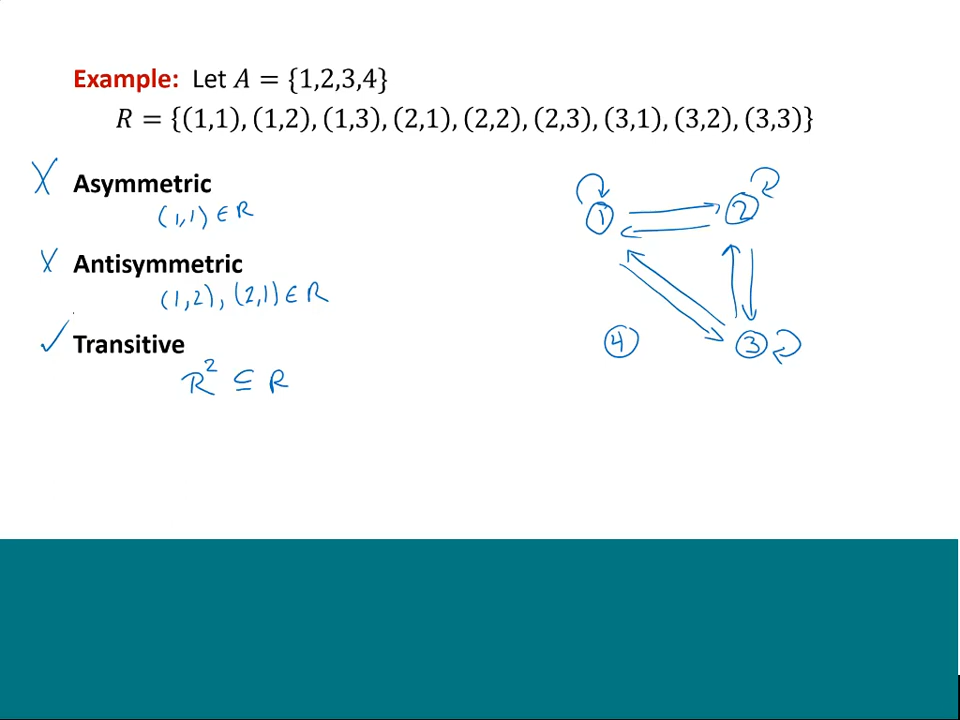 Example: Let A = {1,2,3,4}
R = {(1,1), (1,2), (1,3), (2,1), (2,2), (2,3), (3,1), (3,2), (3,3)}
X Asymmetric
(1,1) ∈ R
X Antisymmetric
(1,2), (2,1) ∈ R
✓ Transitive
R² ⊆ R
1 2
4 3